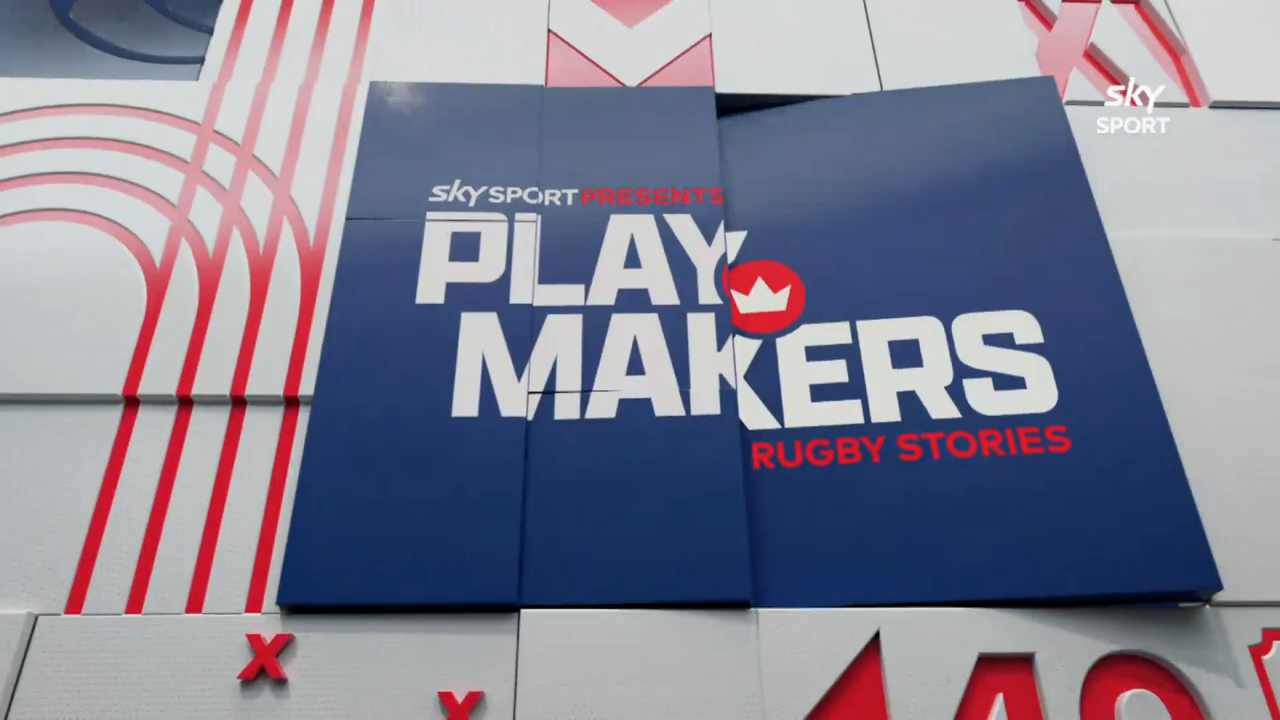 sky
SPORT
sky SPORT PRESENTS
PLAY
MAKERS
RUGBY STORIES
X
X